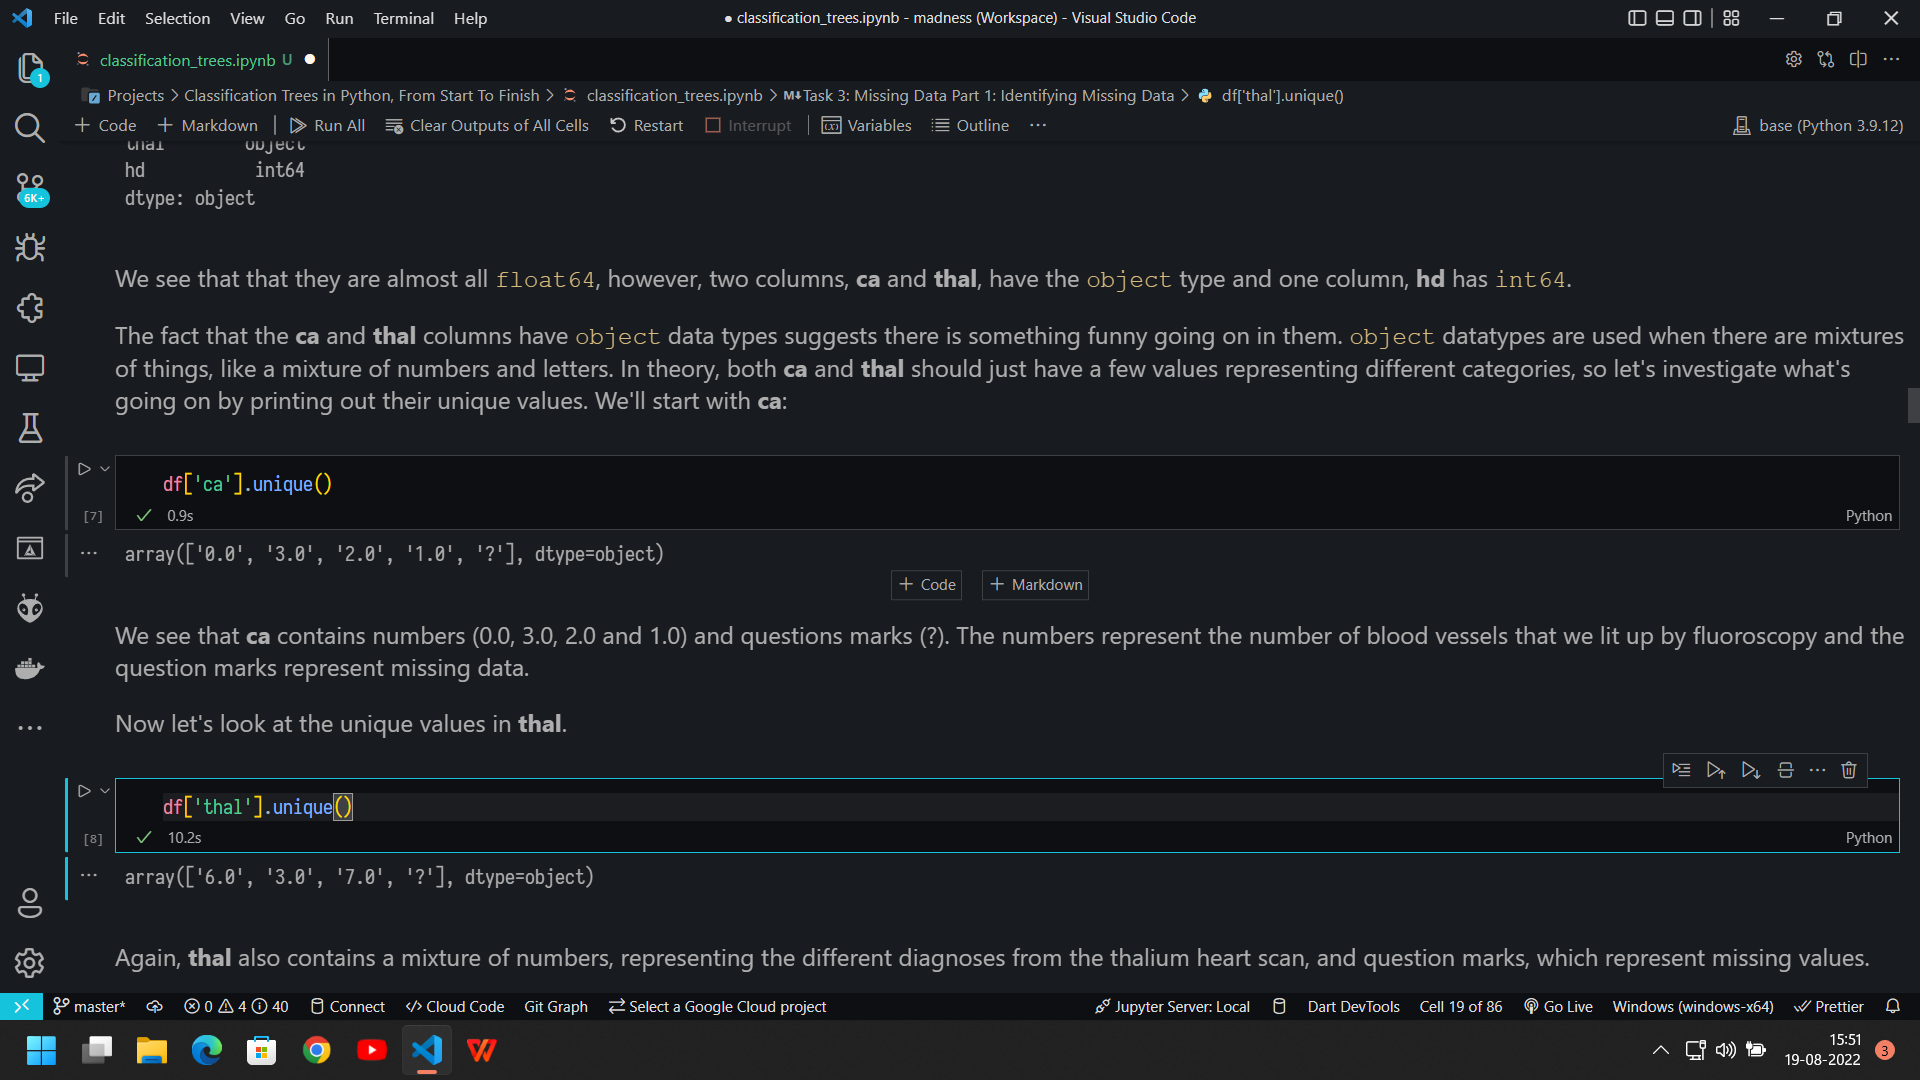 File Edit Selection View Go Run Terminal Help
● classification_trees.ipynb - madness (Workspace) - Visual Studio Code
classification_trees.ipynb U ●
Projects > Classification Trees in Python, From Start To Finish > classification_trees.ipynb > M↓Task 3: Missing Data Part 1: Identifying Missing Data > df['thal'].unique()
+ Code + Markdown Run All Clear Outputs of All Cells Restart Interrupt Variables Outline ··· base (Python 3.9.12)
thal object
hd int64
dtype: object
We see that that they are almost all float64, however, two columns, ca and thal, have the object type and one column, hd has int64.
The fact that the ca and thal columns have object data types suggests there is something funny going on in them. object datatypes are used when there are mixtures
of things, like a mixture of numbers and letters. In theory, both ca and thal should just have a few values representing different categories, so let's investigate what's
going on by printing out their unique values. We'll start with ca:
df['ca'].unique()
[7] 0.9s Python
array(['0.0', '3.0', '2.0', '1.0', '?'], dtype=object)
+ Code + Markdown
We see that ca contains numbers (0.0, 3.0, 2.0 and 1.0) and questions marks (?). The numbers represent the number of blood vessels that we lit up by fluoroscopy and the
question marks represent missing data.
Now let's look at the unique values in thal.
df['thal'].unique()
[8] 10.2s Python
array(['6.0', '3.0', '7.0', '?'], dtype=object)
Again, thal also contains a mixture of numbers, representing the different diagnoses from the thalium heart scan, and question marks, which represent missing values.
1
6K+
master* 0 4 40 Connect Cloud Code Git Graph Select a Google Cloud project Jupyter Server: Local Dart DevTools Cell 19 of 86 Go Live Windows (windows-x64) Prettier
15:51
19-08-2022
3